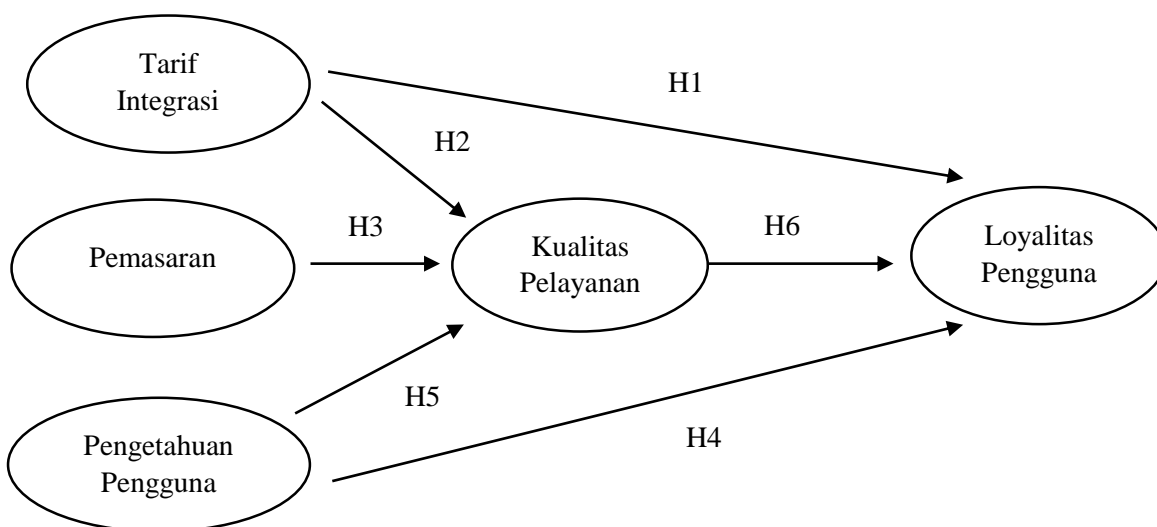 Tarif
Integrasi
H1
H2
Pemasaran
H3
Kualitas
Pelayanan
H6
Loyalitas
Pengguna
H5
Pengetahuan
Pengguna
H4